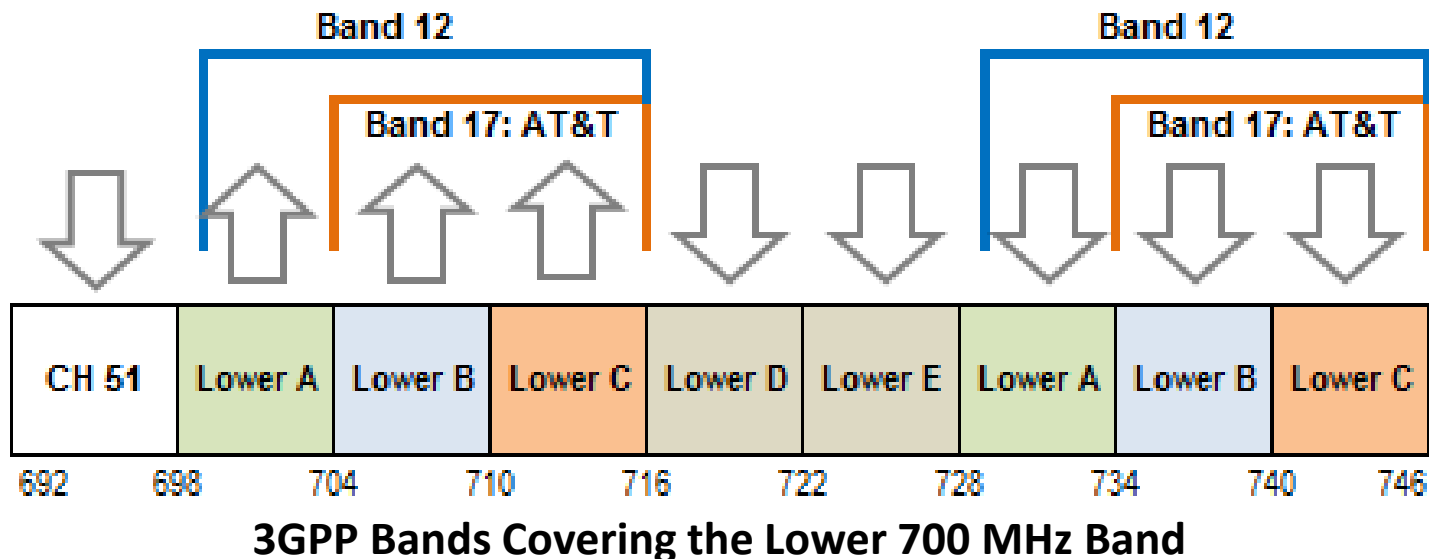 Band 12 Band 12
Band 17: AT&T Band 17: AT&T
CH 51 Lower A Lower B Lower C Lower D Lower E Lower A Lower B Lower C
692 698 704 710 716 722 728 734 740 746
3GPP Bands Covering the Lower 700 MHz Band